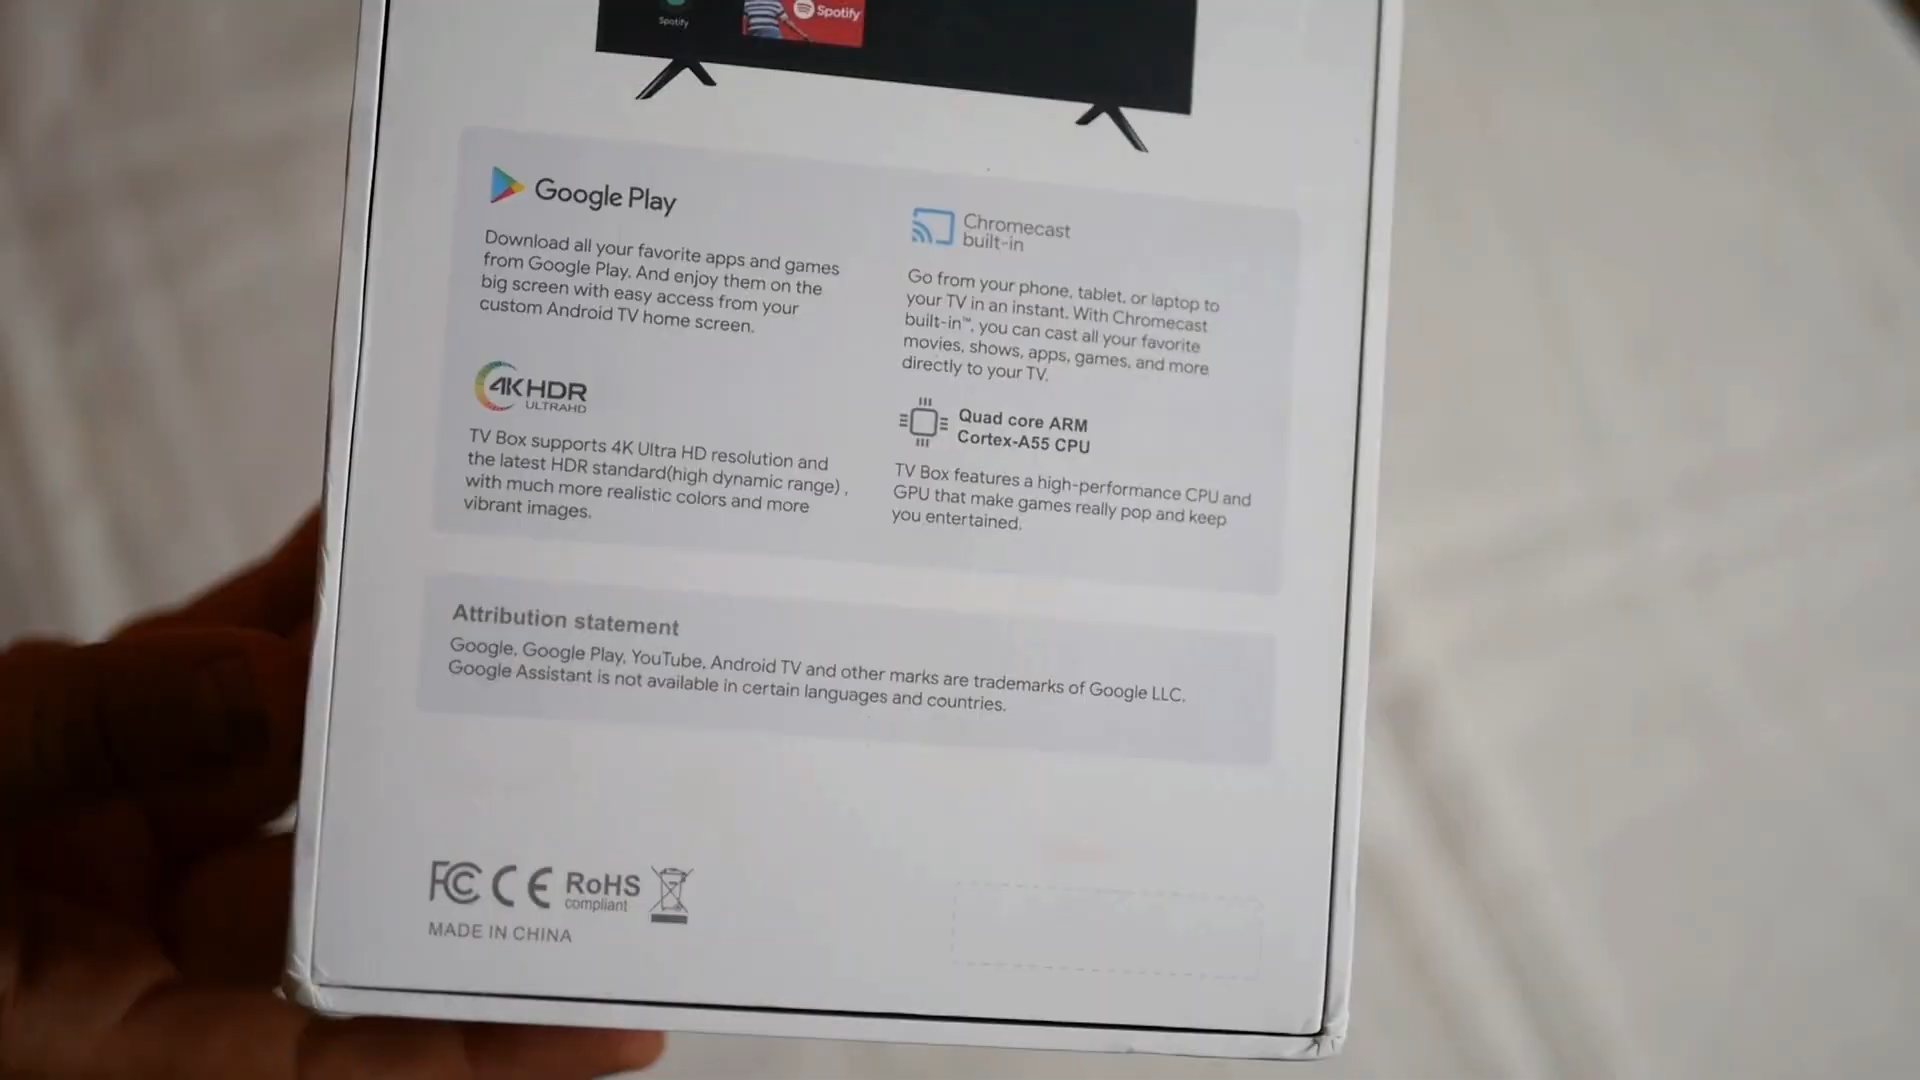 Spotify
Spotify
Google Play
Download all your favorite apps and games
from Google Play. And enjoy them on the
big screen with easy access from your
custom Android TV home screen.
Chromecast
built-in
Go from your phone, tablet, or laptop to
your TV in an instant. With Chromecast
built-in™, you can cast all your favorite
movies, shows, apps, games, and more
directly to your TV.
4K HDR
ULTRAHD
TV Box supports 4K Ultra HD resolution and
the latest HDR standard(high dynamic range) ,
with much more realistic colors and more
vibrant images.
Quad core ARM
Cortex-A55 CPU
TV Box features a high-performance CPU and
GPU that make games really pop and keep
you entertained.
Attribution statement
Google, Google Play, YouTube, Android TV and other marks are trademarks of Google LLC.
Google Assistant is not available in certain languages and countries.
FC CE RoHS
compliant
MADE IN CHINA